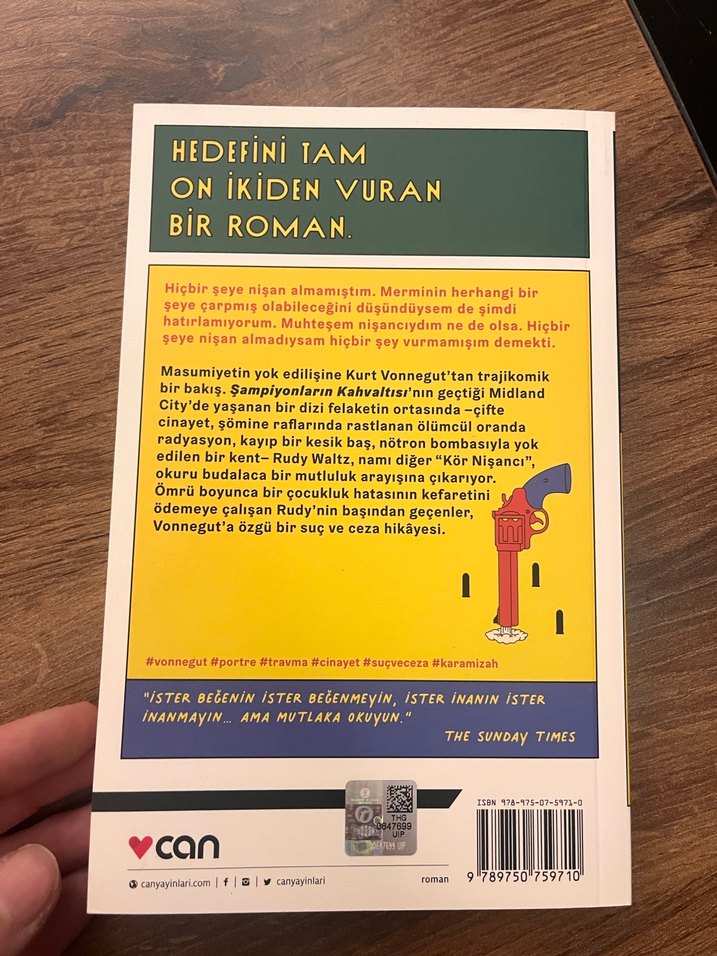 HEDEFİNİ TAM
ON İKİDEN VURAN
BİR ROMAN.
Hiçbir şeye nişan almamıştım. Merminin herhangi bir
şeye çarpmış olabileceğini düşündüysem de şimdi
hatırlamıyorum. Muhteşem nişancıydım ne de olsa. Hiçbir
şeye nişan almadıysam hiçbir şey vurmamışım demekti.
Masumiyetin yok edilişine Kurt Vonnegut’tan trajikomik
bir bakış. Şampiyonların Kahvaltısı’nın geçtiği Midland
City’de yaşanan bir dizi felaketin ortasında –çifte
cinayet, şömine raflarında rastlanan ölümcül oranda
radyasyon, kayıp bir kesik baş, nötron bombasıyla yok
edilen bir kent– Rudy Waltz, namı diğer “Kör Nişancı”,
okuru budalaca bir mutluluk arayışına çıkarıyor.
Ömrü boyunca bir çocukluk hatasının kefaretini
ödemeye çalışan Rudy’nin başından geçenler,
Vonnegut’a özgü bir suç ve ceza hikâyesi.
#vonnegut #portre #travma #cinayet #suçveceza #karamizah
"İSTER BEĞENİN İSTER BEĞENMEYİN, İSTER İNANIN İSTER
İNANMAYIN... AMA MUTLAKA OKUYUN."
THE SUNDAY TIMES
can
canyayinlari.com | f | | canyayinlari
THG
0647699
UIP
roman
ISBN 978-975-07-5971-0
9 789750 759710